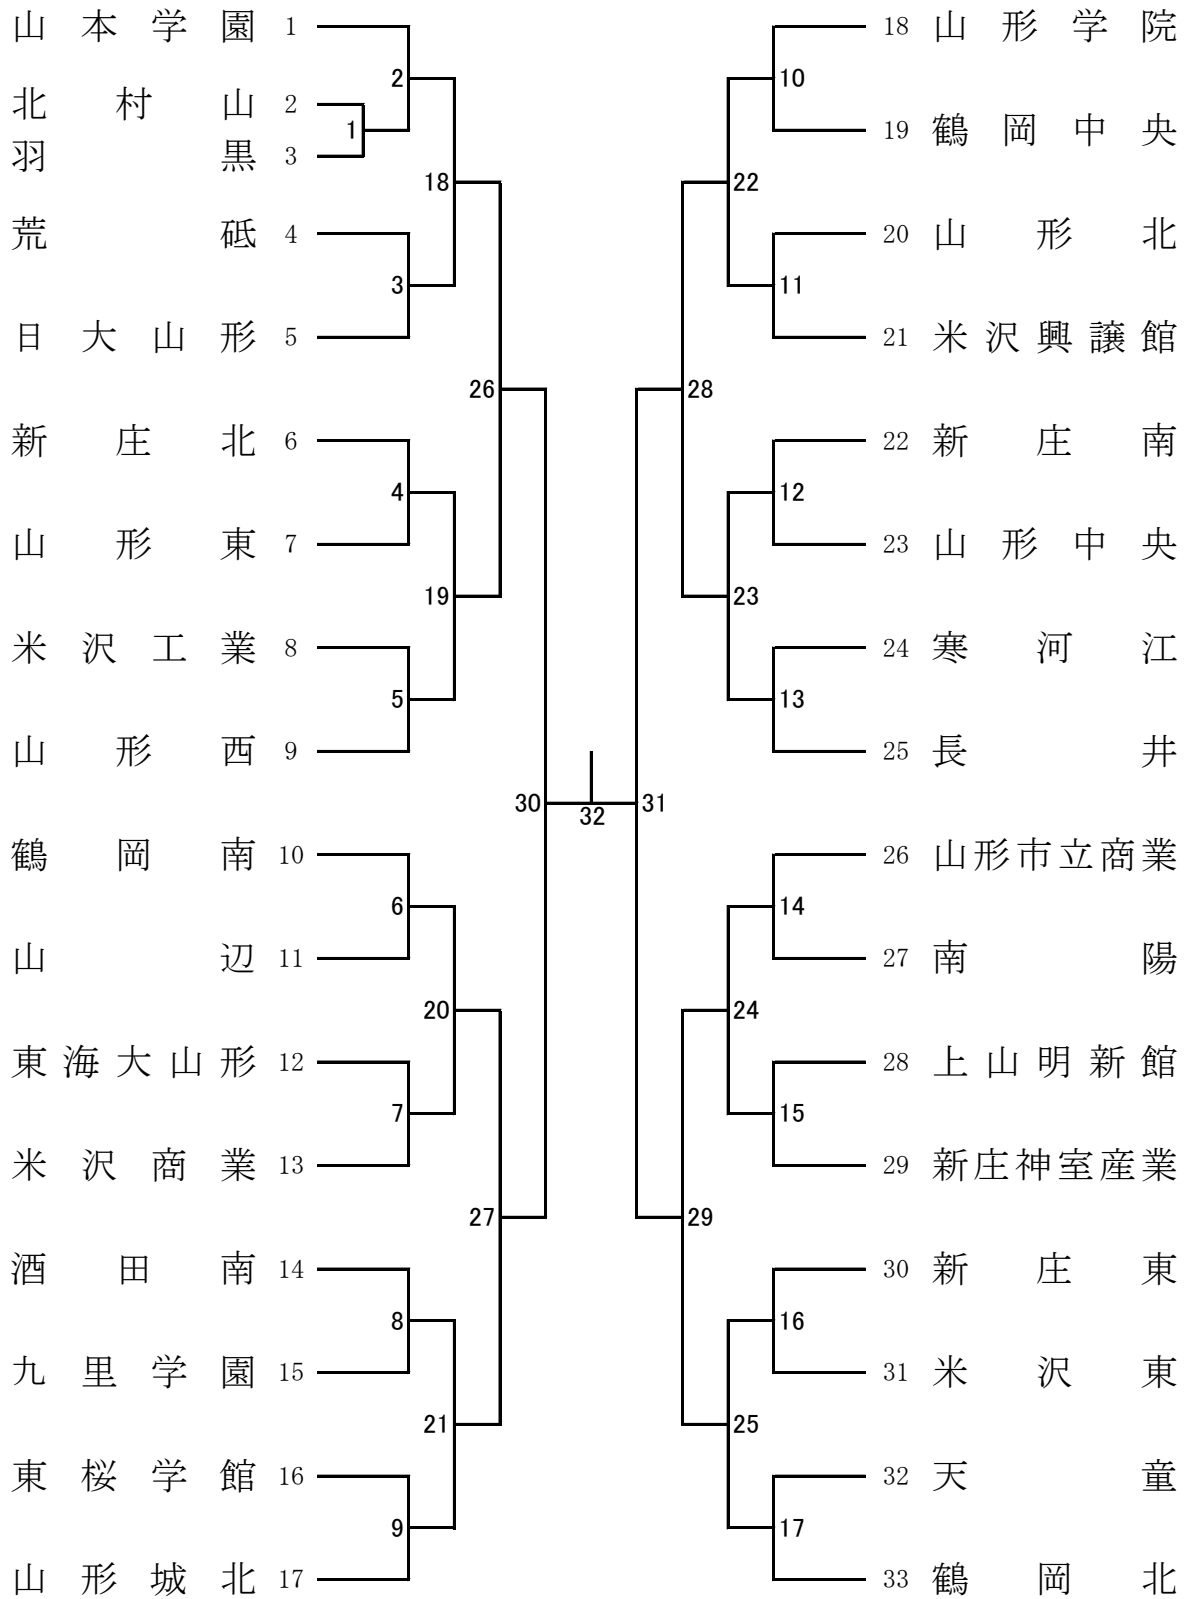 山本学園 1
2
北村山 2
1
羽黒 3
18
荒砥 4
3
日大山形 5
26
新庄北 6
4
山形東 7
19
米沢工業 8
5
山形西 9
30
鶴岡南 10
6
山辺 11
20
東海大山形 12
7
米沢商業 13
27
酒田南 14
8
九里学園 15
21
東桜学館 16
9
山形城北 17
32
18 山形学院
10
19 鶴岡中央
22
20 山形北
11
21 米沢興譲館
28
22 新庄南
12
23 山形中央
23
24 寒河江
13
25 長井
31
26 山形市立商業
14
27 南陽
24
28 上山明新館
15
29 新庄神室産業
29
30 新庄東
16
31 米沢東
25
32 天童
17
33 鶴岡北